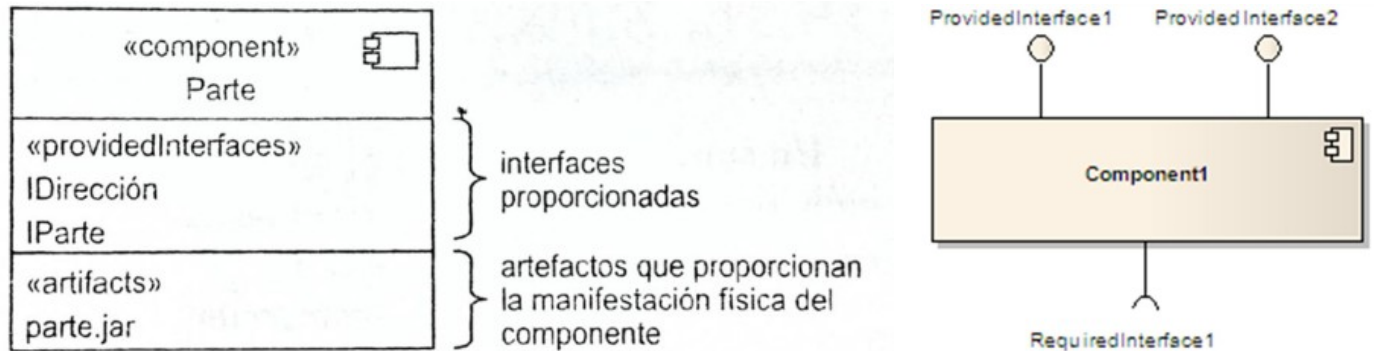 «component»
Parte
«providedInterfaces»
IDirección
IParte
«artifacts»
parte.jar
interfaces
proporcionadas
artefactos que proporcionan
la manifestación física del
componente
ProvidedInterface1
ProvidedInterface2
Component1
RequiredInterface1